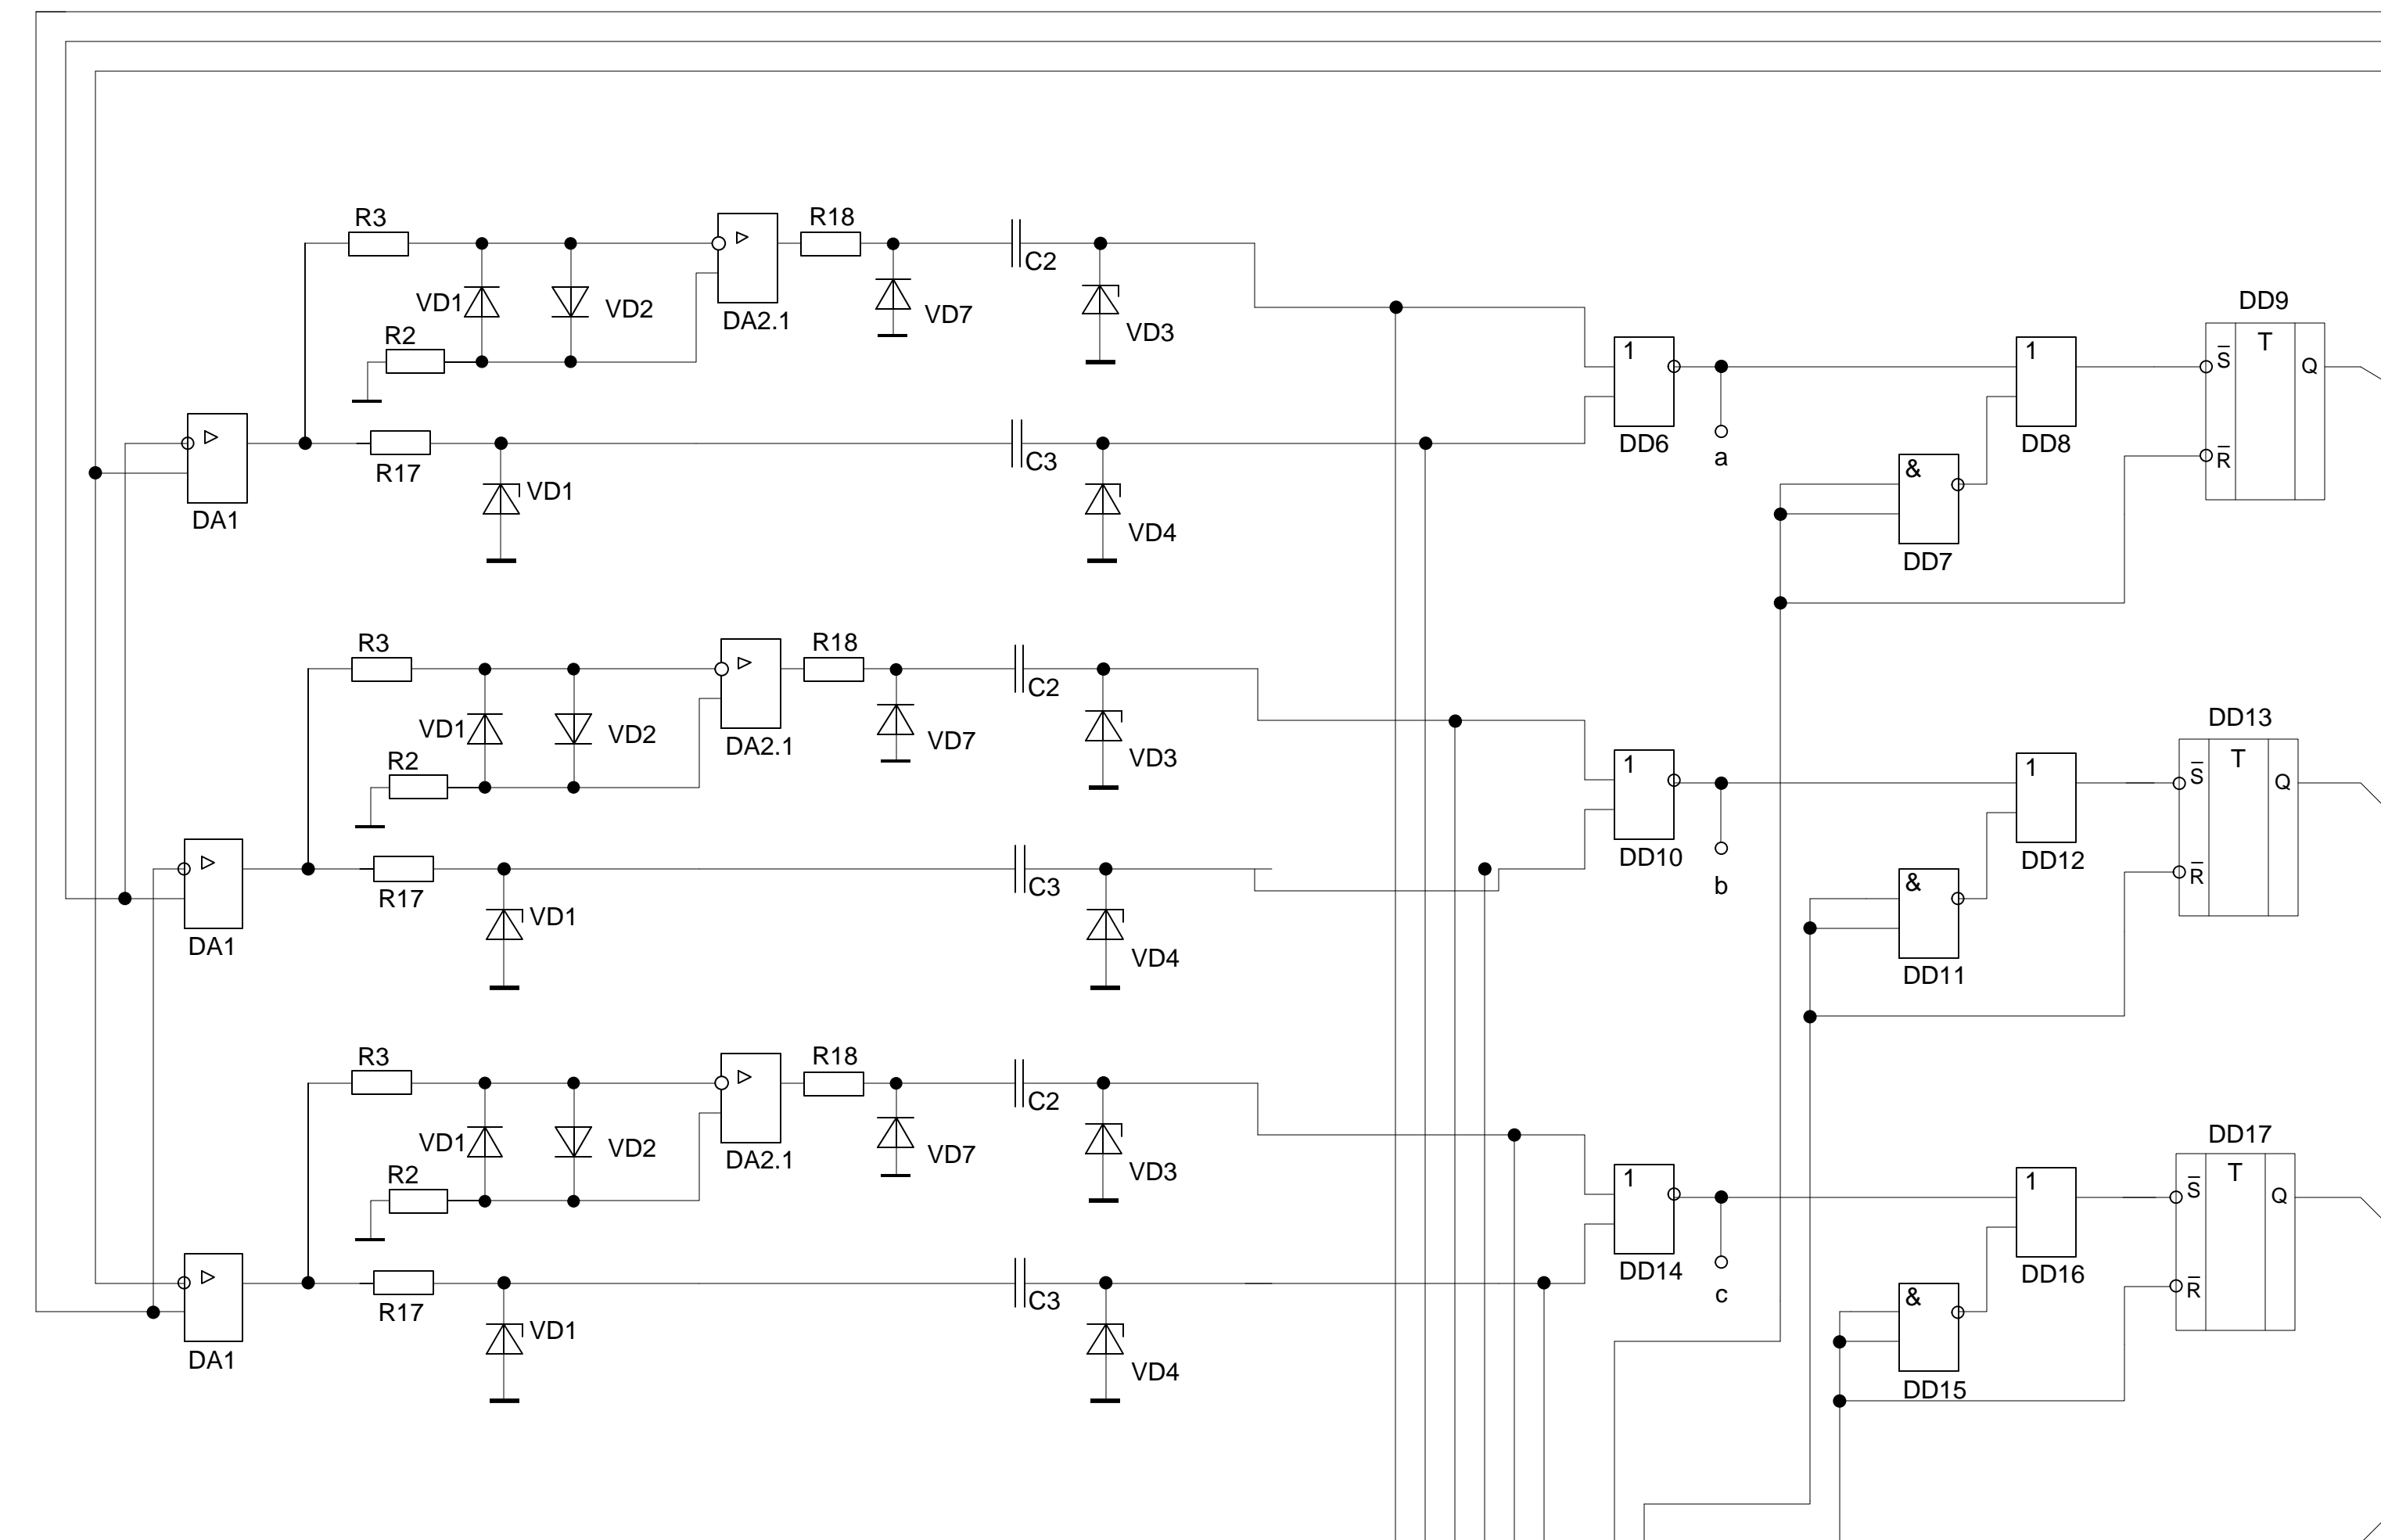 R3
R18
C2
VD1
VD2
DA2.1
VD7
VD3
R2
DD9
1
1
S
T
Q
DD6
DD8
a
R
C3
R17
VD1
&
DA1
VD4
DD7
R3
R18
C2
VD1
VD2
DA2.1
VD7
VD3
R2
DD13
1
1
S
T
Q
DD10
DD12
b
R
C3
R17
VD1
&
DA1
VD4
DD11
R3
R18
C2
VD1
VD2
DA2.1
VD7
VD3
R2
DD17
1
1
S
T
Q
DD14
DD16
c
R
C3
R17
VD1
&
DA1
VD4
DD15